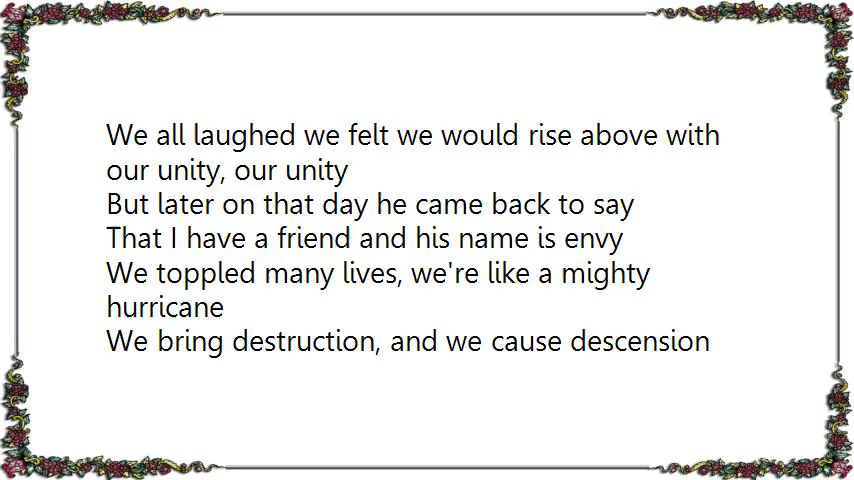 We all laughed we felt we would rise above with
our unity, our unity
But later on that day he came back to say
That I have a friend and his name is envy
We toppled many lives, we're like a mighty
hurricane
We bring destruction, and we cause descension